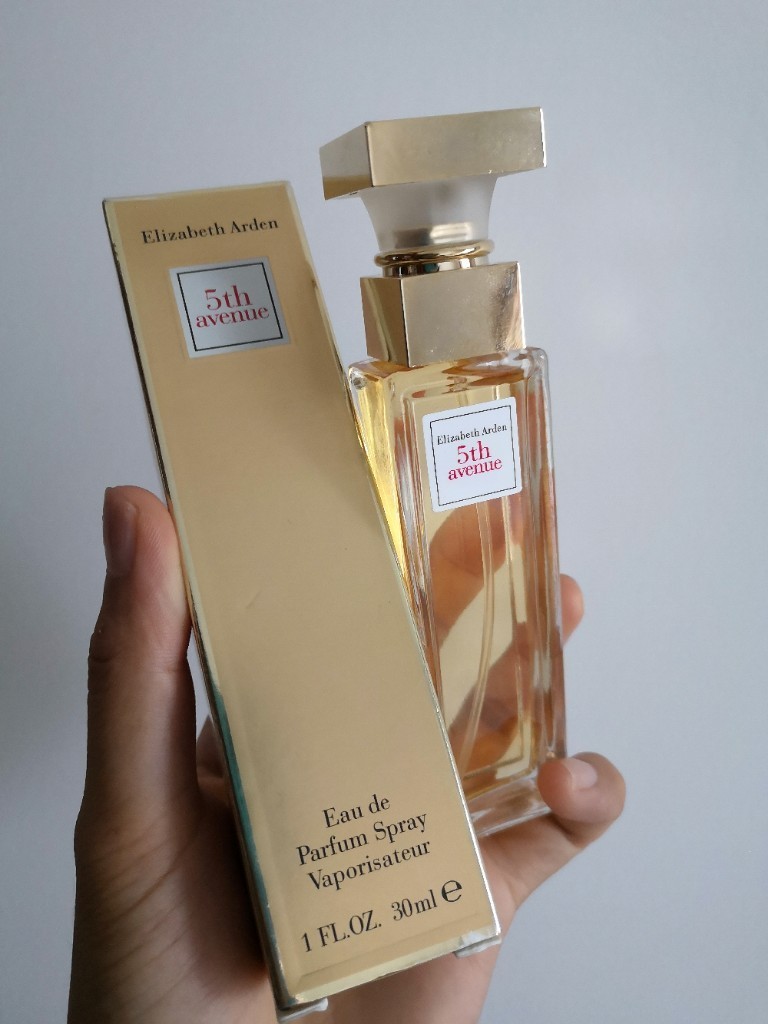 Elizabeth Arden
5th
avenue
Eau de
Parfum Spray
Vaporisateur
1 FL.OZ. 30ml ℮
Elizabeth Arden
5th
avenue